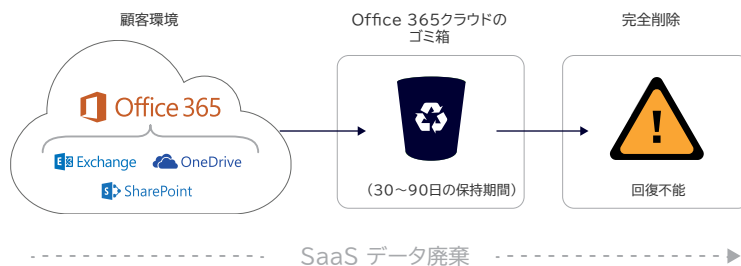 顧客環境
Office 365クラウドの
ゴミ箱
完全削除
Office 365
Exchange
OneDrive
SharePoint
（30～90日の保持期間）
回復不能
SaaS データ廃棄